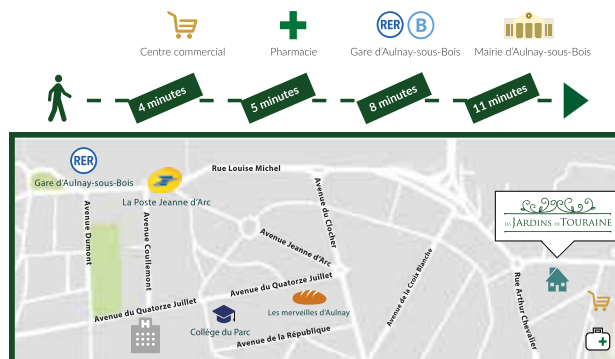 Centre commercial
Pharmacie
RER B
Gare d'Aulnay-sous-Bois
Mairie d'Aulnay-sous-Bois
4 minutes
5 minutes
8 minutes
11 minutes
RER
Gare d'Aulnay-sous-Bois
La Poste Jeanne d'Arc
Rue Louise Michel
Avenue Dumont
Avenue Coullemont
Avenue du Clocher
Avenue Jeanne d'Arc
Avenue de la Croix Blanche
LES JARDINS DE TOURAINE
Rue Arthur Chevalier
Avenue du Quatorze Juillet
Avenue du Quatorze Juillet
Les merveilles d'Aulnay
Collège du Parc
Avenue de la République
H